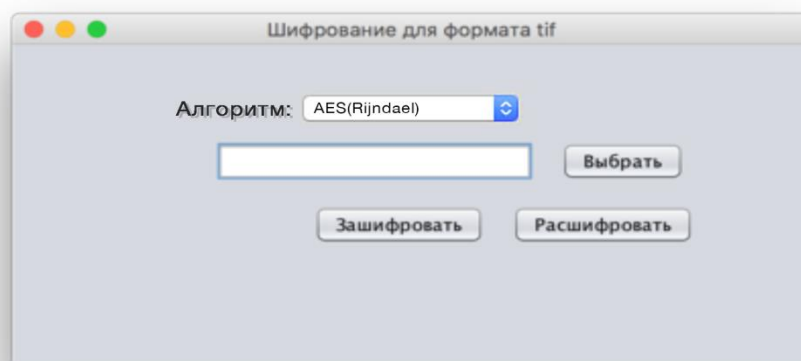 Шифрование для формата tif
Алгоритм: AES(Rijndael)
Выбрать
Зашифровать Расшифровать